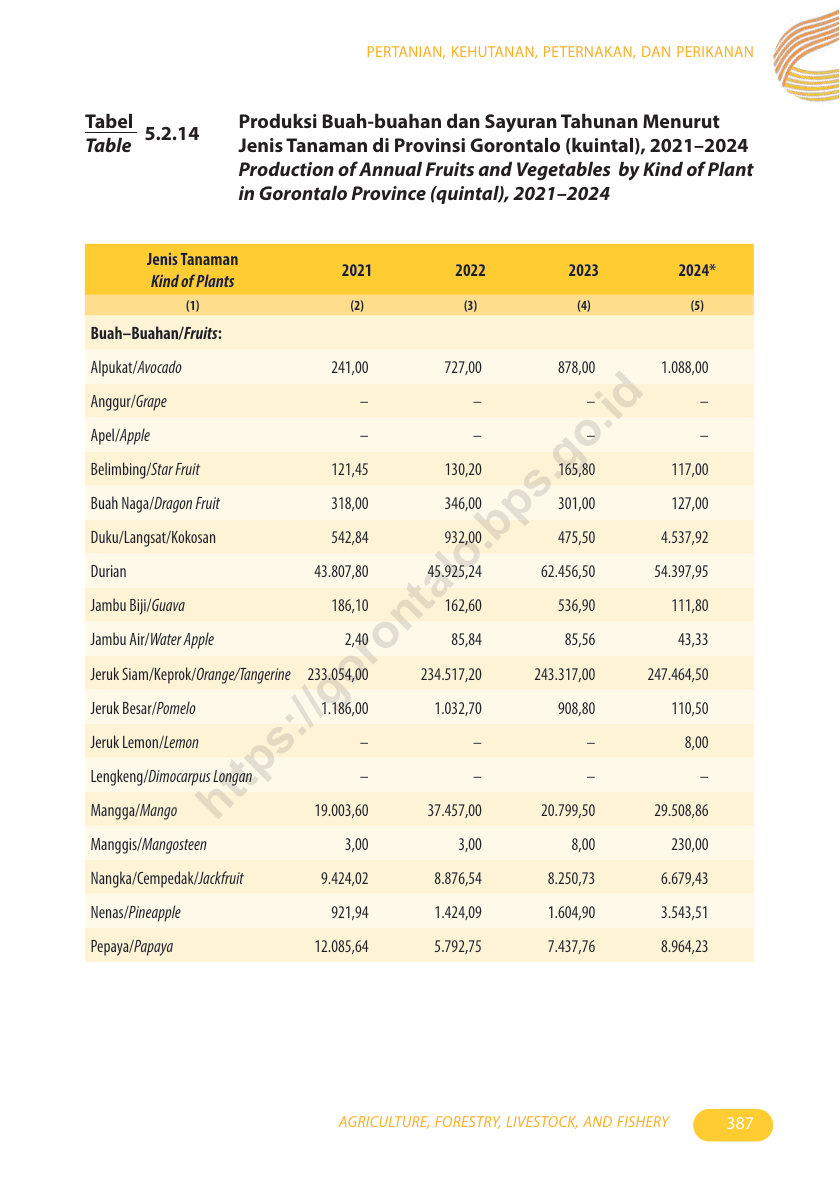 PERTANIAN, KEHUTANAN, PETERNAKAN, DAN PERIKANAN
Tabel
Table
5.2.14
Produksi Buah-buahan dan Sayuran Tahunan Menurut
Jenis Tanaman di Provinsi Gorontalo (kuintal), 2021–2024
Production of Annual Fruits and Vegetables by Kind of Plant
in Gorontalo Province (quintal), 2021–2024
Jenis Tanaman
Kind of Plants
2021 2022 2023 2024*
(1) (2) (3) (4) (5)
Buah–Buahan/Fruits:
Alpukat/Avocado 241,00 727,00 878,00 1.088,00
Anggur/Grape – – – –
Apel/Apple – – – –
Belimbing/Star Fruit 121,45 130,20 165,80 117,00
Buah Naga/Dragon Fruit 318,00 346,00 301,00 127,00
Duku/Langsat/Kokosan 542,84 932,00 475,50 4.537,92
Durian 43.807,80 45.925,24 62.456,50 54.397,95
Jambu Biji/Guava 186,10 162,60 536,90 111,80
Jambu Air/Water Apple 2,40 85,84 85,56 43,33
Jeruk Siam/Keprok/Orange/Tangerine 233.054,00 234.517,20 243.317,00 247.464,50
Jeruk Besar/Pomelo 1.186,00 1.032,70 908,80 110,50
Jeruk Lemon/Lemon – – – 8,00
Lengkeng/Dimocarpus Longan – – – –
Mangga/Mango 19.003,60 37.457,00 20.799,50 29.508,86
Manggis/Mangosteen 3,00 3,00 8,00 230,00
Nangka/Cempedak/Jackfruit 9.424,02 8.876,54 8.250,73 6.679,43
Nenas/Pineapple 921,94 1.424,09 1.604,90 3.543,51
Pepaya/Papaya 12.085,64 5.792,75 7.437,76 8.964,23
https://gorontalo.bps.go.id
AGRICULTURE, FORESTRY, LIVESTOCK, AND FISHERY 387